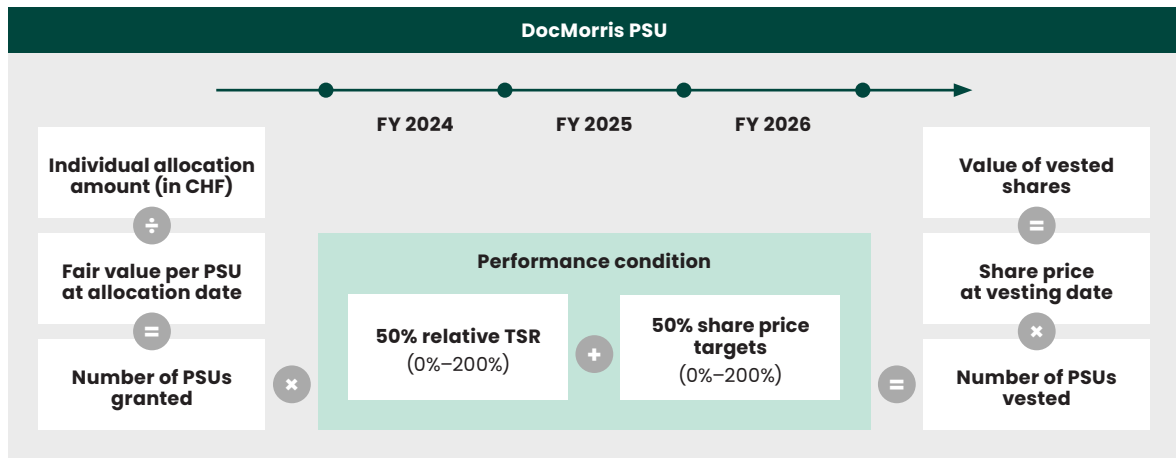 DocMorris PSU
FY 2024
FY 2025
FY 2026
Individual allocation
amount (in CHF)
÷
Fair value per PSU
at allocation date
=
Number of PSUs
granted
×
Performance condition
50% relative TSR
(0%–200%)
+
50% share price
targets
(0%–200%)
=
Value of vested
shares
=
Share price
at vesting date
×
Number of PSUs
vested